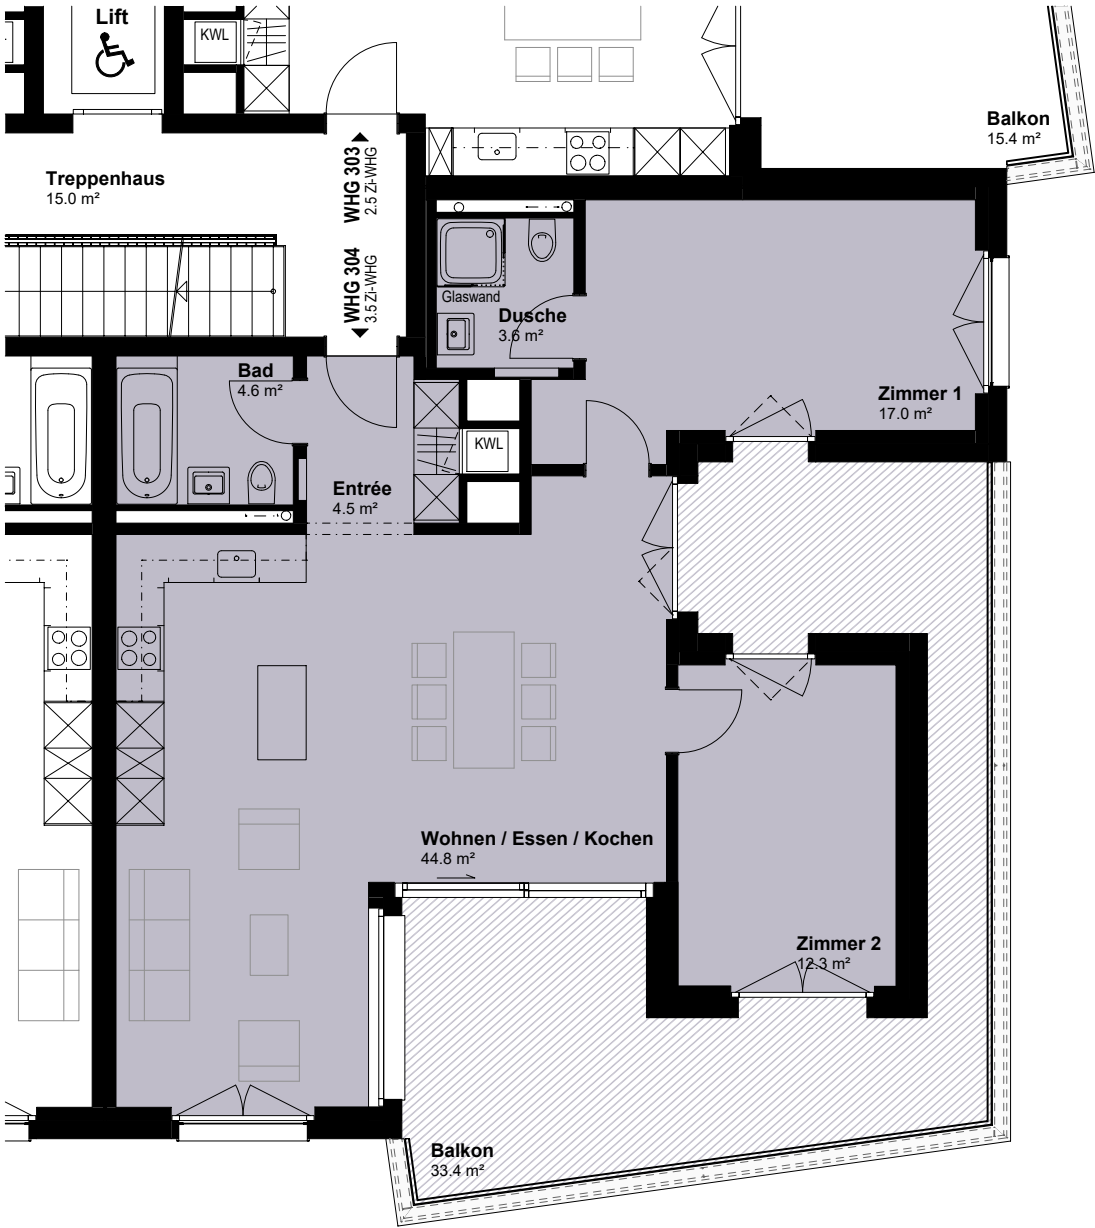 Lift
KWL
Balkon
15.4 m²
Treppenhaus
15.0 m²
WHG 303
2.5 Zi-WHG
WHG 304
3.5 Zi-WHG
Glaswand
Dusche
3.6 m²
Bad
4.6 m²
Zimmer 1
17.0 m²
KWL
Entrée
4.5 m²
Wohnen / Essen / Kochen
44.8 m²
Zimmer 2
12.3 m²
Balkon
33.4 m²